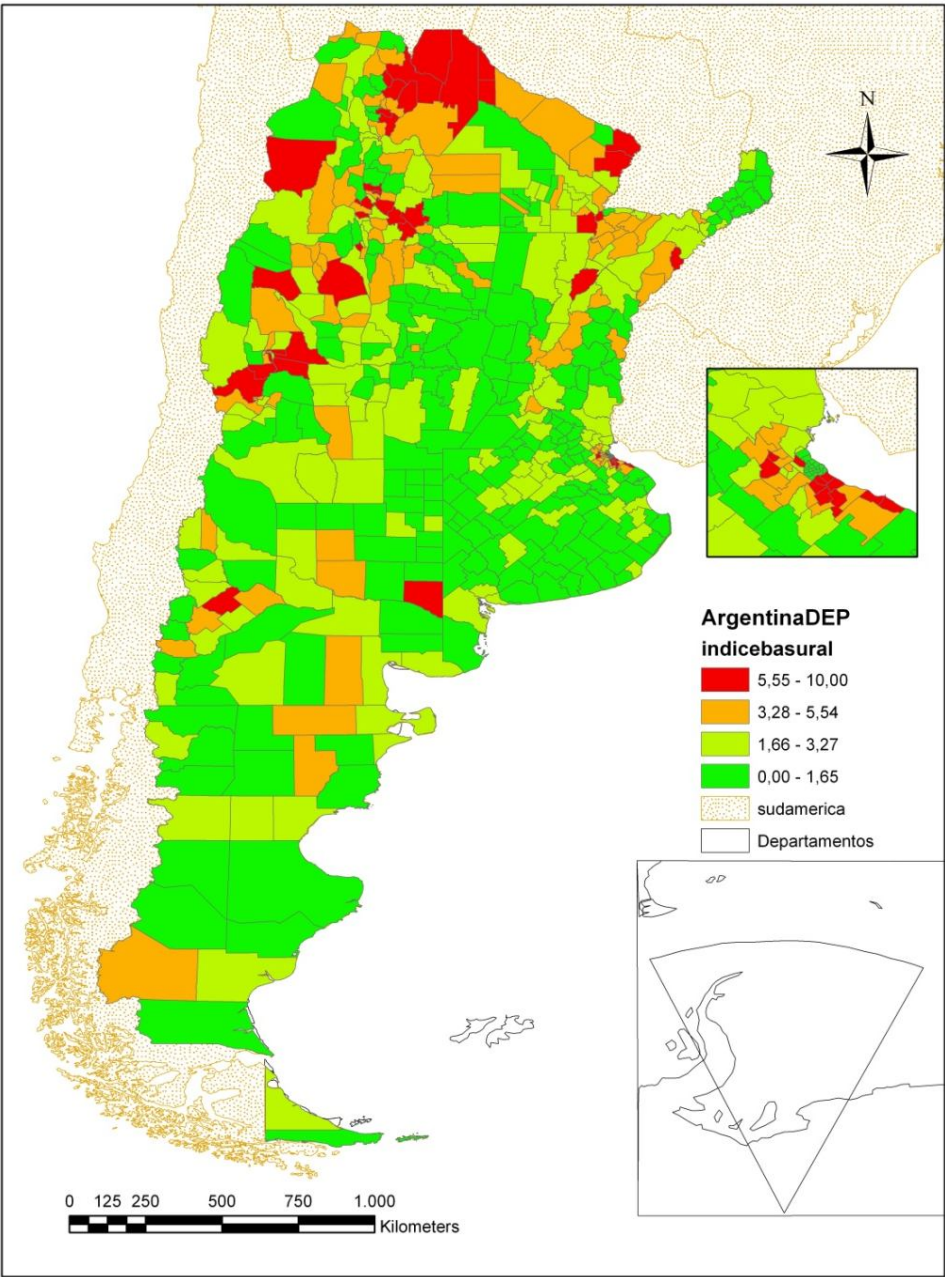 N
ArgentinaDEP
indicebasural
5,55 - 10,00
3,28 - 5,54
1,66 - 3,27
0,00 - 1,65
sudamerica
Departamentos
0 125 250 500 750 1.000
Kilometers